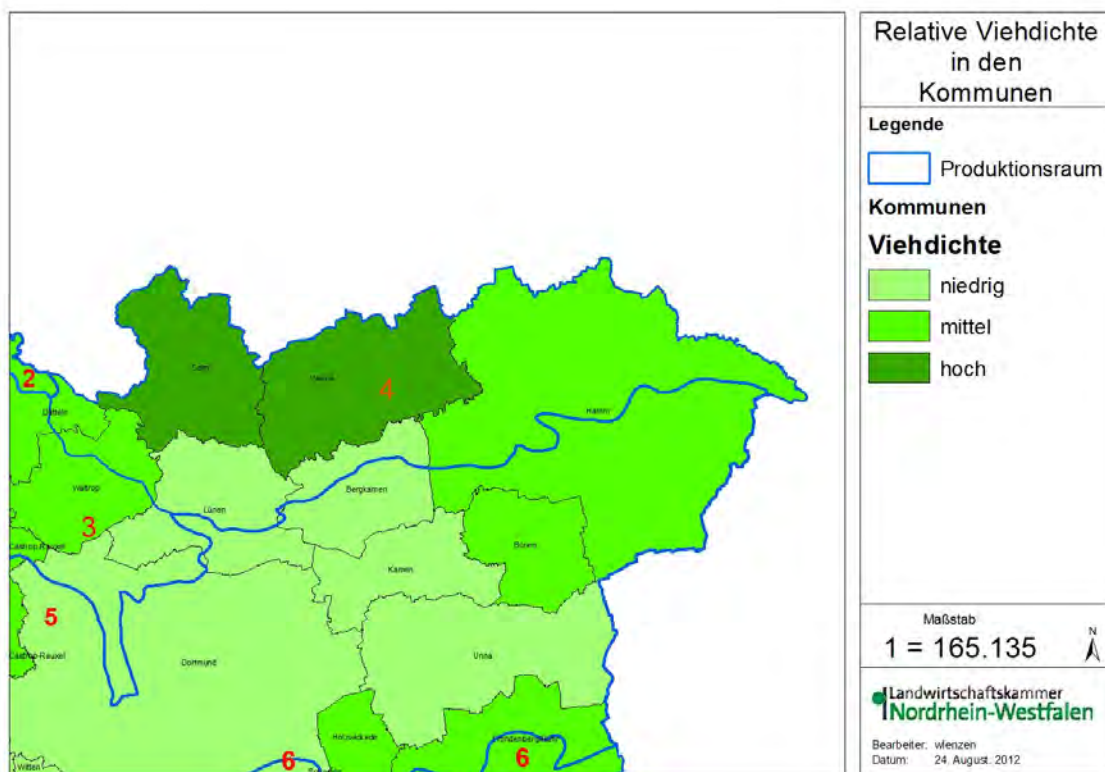 Relative Viehdichte
in den
Kommunen
Legende
Produktionsraum
Kommunen
Viehdichte
niedrig
mittel
hoch
Maßstab
1 = 165.135
N
Landwirtschaftskammer
Nordrhein-Westfalen
Bearbeiter: wlenzen
Datum: 24. August. 2012
Selm
4
2
Datteln
Hamm
Waltrop
Bergkamen
Lünen
3
Castrop-Rauxel
Bönen
Kamen
5
Castrop-Rauxel
Dortmund
Unna
Holzwickede
6
6
Witten